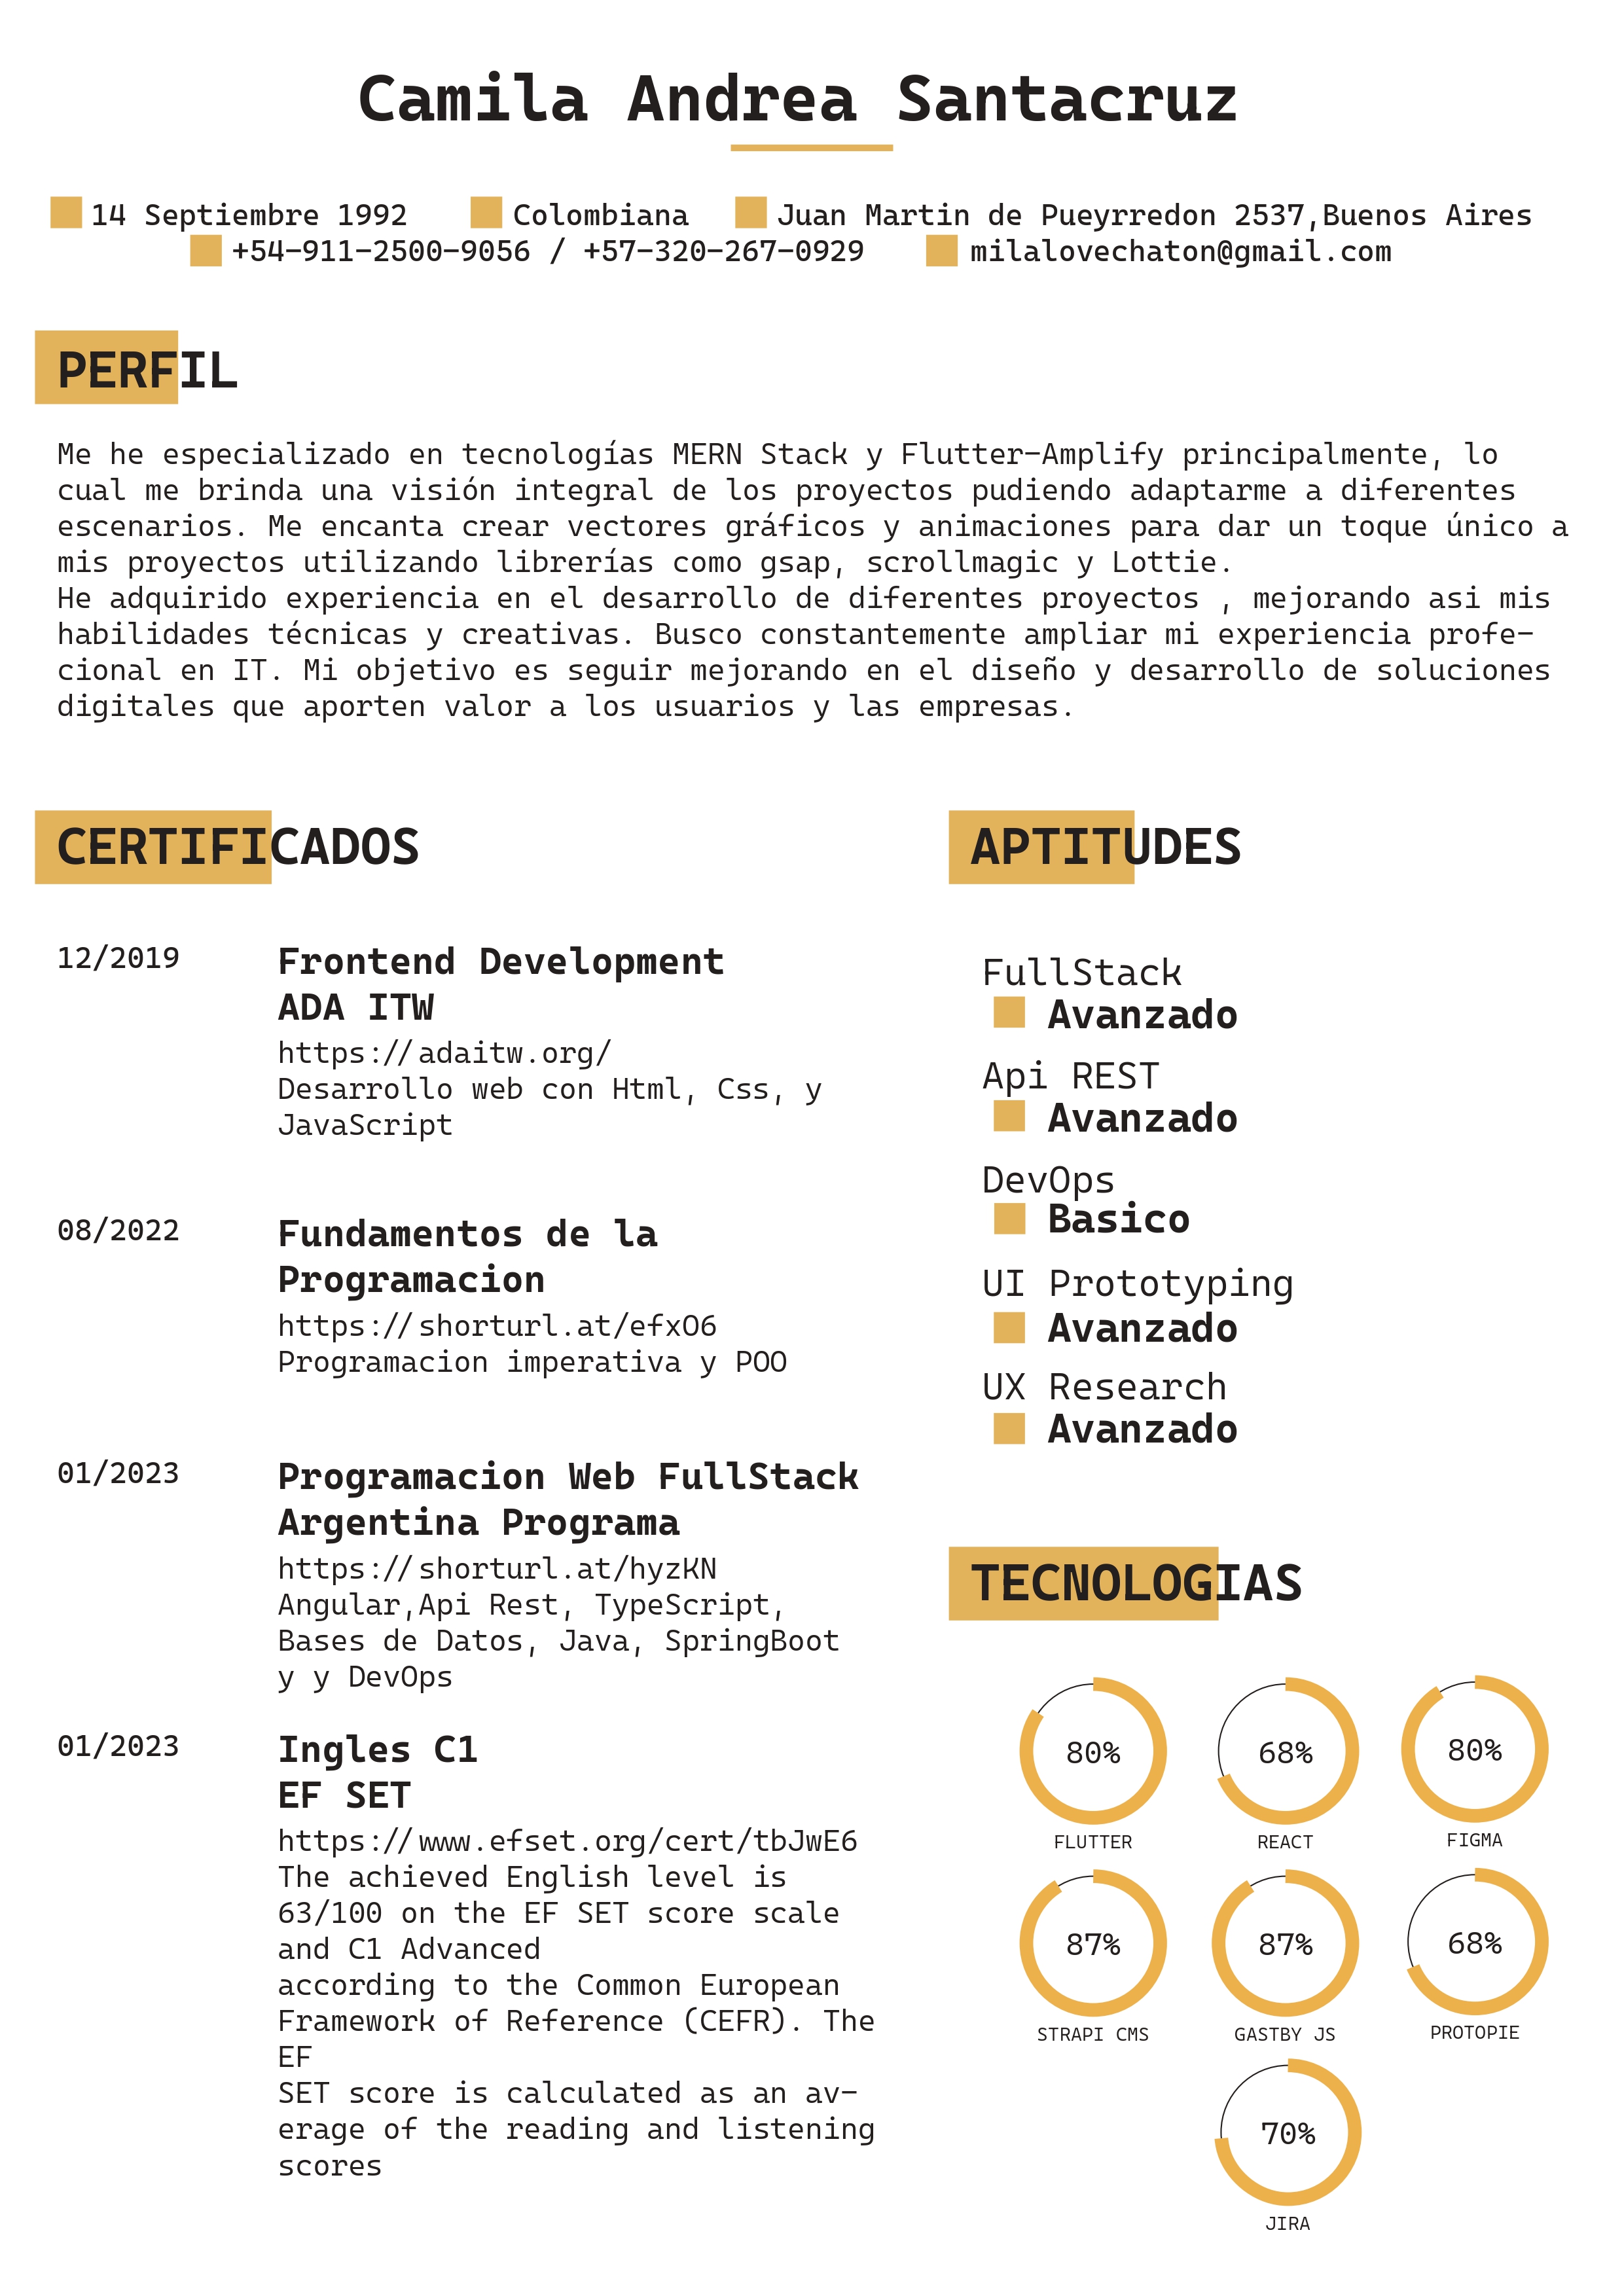 Camila Andrea Santacruz
14 Septiembre 1992 Colombiana Juan Martin de Pueyrredon 2537,Buenos Aires
+54-911-2500-9056 / +57-320-267-0929 milalovechaton@gmail.com
PERFIL
Me he especializado en tecnologías MERN Stack y Flutter-Amplify principalmente, lo
cual me brinda una visión integral de los proyectos pudiendo adaptarme a diferentes
escenarios. Me encanta crear vectores gráficos y animaciones para dar un toque único a
mis proyectos utilizando librerías como gsap, scrollmagic y Lottie.
He adquirido experiencia en el desarrollo de diferentes proyectos , mejorando asi mis
habilidades técnicas y creativas. Busco constantemente ampliar mi experiencia profe-
cional en IT. Mi objetivo es seguir mejorando en el diseño y desarrollo de soluciones
digitales que aporten valor a los usuarios y las empresas.
CERTIFICADOS
12/2019
Frontend Development
ADA ITW
https://adaitw.org/
Desarrollo web con Html, Css, y
JavaScript
08/2022
Fundamentos de la
Programacion
https://shorturl.at/efxO6
Programacion imperativa y POO
01/2023
Programacion Web FullStack
Argentina Programa
https://shorturl.at/hyzKN
Angular,Api Rest, TypeScript,
Bases de Datos, Java, SpringBoot
y y DevOps
01/2023
Ingles C1
EF SET
https://www.efset.org/cert/tbJwE6
The achieved English level is
63/100 on the EF SET score scale
and C1 Advanced
according to the Common European
Framework of Reference (CEFR). The
EF
SET score is calculated as an av-
erage of the reading and listening
scores
APTITUDES
FullStack
Avanzado
Api REST
Avanzado
DevOps
Basico
UI Prototyping
Avanzado
UX Research
Avanzado
TECNOLOGIAS
80% 68% 80%
FLUTTER REACT FIGMA
87% 87% 68%
STRAPI CMS GASTBY JS PROTOPIE
70%
JIRA